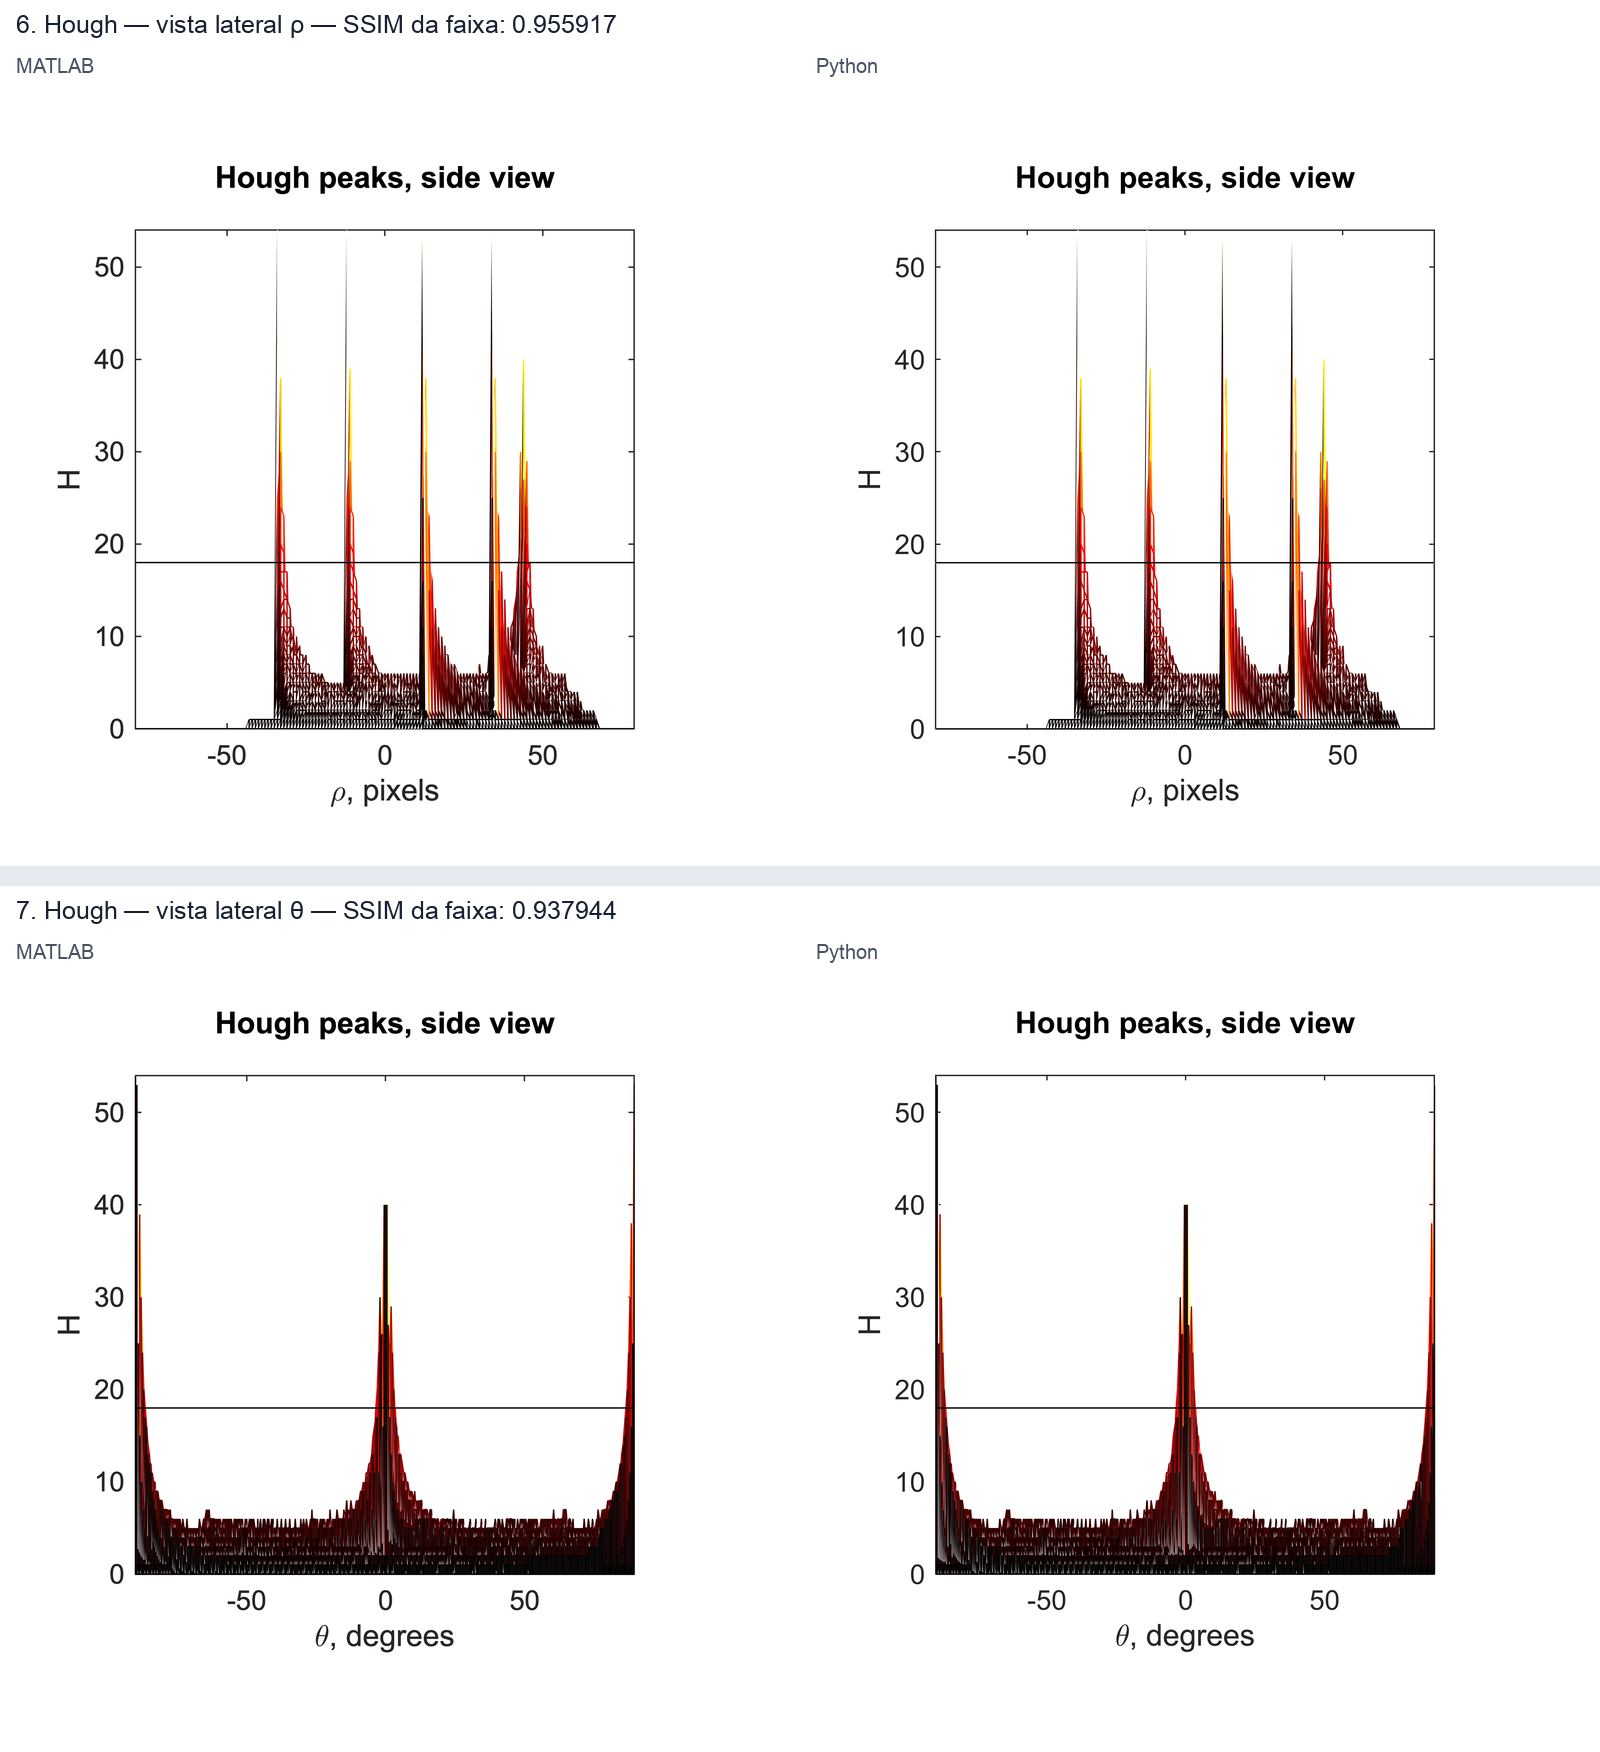 6. Hough — vista lateral ρ — SSIM da faixa: 0.955917
MATLAB
Python
Hough peaks, side view
Hough peaks, side view
50
40
30
20
10
0
H
-50
0
50
ρ, pixels
50
40
30
20
10
0
H
-50
0
50
ρ, pixels
7. Hough — vista lateral θ — SSIM da faixa: 0.937944
MATLAB
Python
Hough peaks, side view
Hough peaks, side view
50
40
30
20
10
0
H
-50
0
50
θ, degrees
50
40
30
20
10
0
H
-50
0
50
θ, degrees